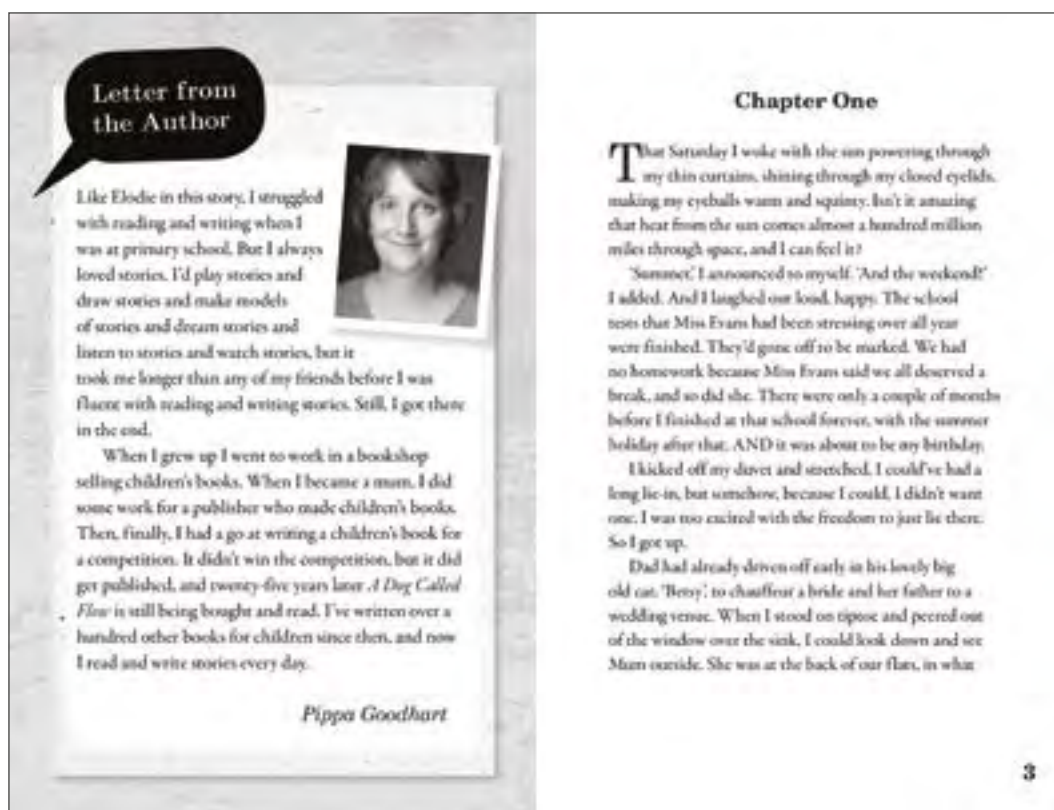 Letter from
the Author
Like Elodie in this story, I struggled
with reading and writing when I
was at primary school. But I always
loved stories. I'd play stories and
draw stories and make models
of stories and dream stories and
listen to stories and watch stories, but it
took me longer than any of my friends before I was
fluent with reading and writing stories. Still, I got there
in the end.
When I grew up I went to work in a bookshop
selling children's books. When I became a mum, I did
some work for a publisher who made children's books.
Then, finally, I had a go at writing a children's book for
a competition. It didn't win the competition, but it did
get published, and twenty-five years later A Dog Called
Flow is still being bought and read. I've written over a
hundred other books for children since then, and now
I read and write stories every day.
Pippa Goodhart
Chapter One
That Saturday I woke with the sun powering through
my thin curtains, shining through my closed eyelids,
making my eyeballs warm and squinty. Isn't it amazing
that heat from the sun comes almost a hundred million
miles through space, and I can feel it?
'Summer,' I announced to myself. 'And the weekend!'
I added. And I laughed out loud, happy. The school
tests that Miss Evans had been stressing over all year
were finished. They'd gone off to be marked. We had
no homework because Miss Evans said we all deserved a
break, and so did she. There were only a couple of months
before I finished at that school forever, with the summer
holiday after that. AND it was about to be my birthday.
I kicked off my duvet and stretched. I could've had a
long lie-in, but somehow, because I could, I didn't want
one. I was too excited with the freedom to just lie there.
So I got up.
Dad had already driven off early in his lovely big
old car, 'Betsy', to chauffeur a bride and her father to a
wedding venue. When I stood on tiptoe and peered out
of the window over the sink, I could look down and see
Mum outside. She was at the back of our flats, in what
3